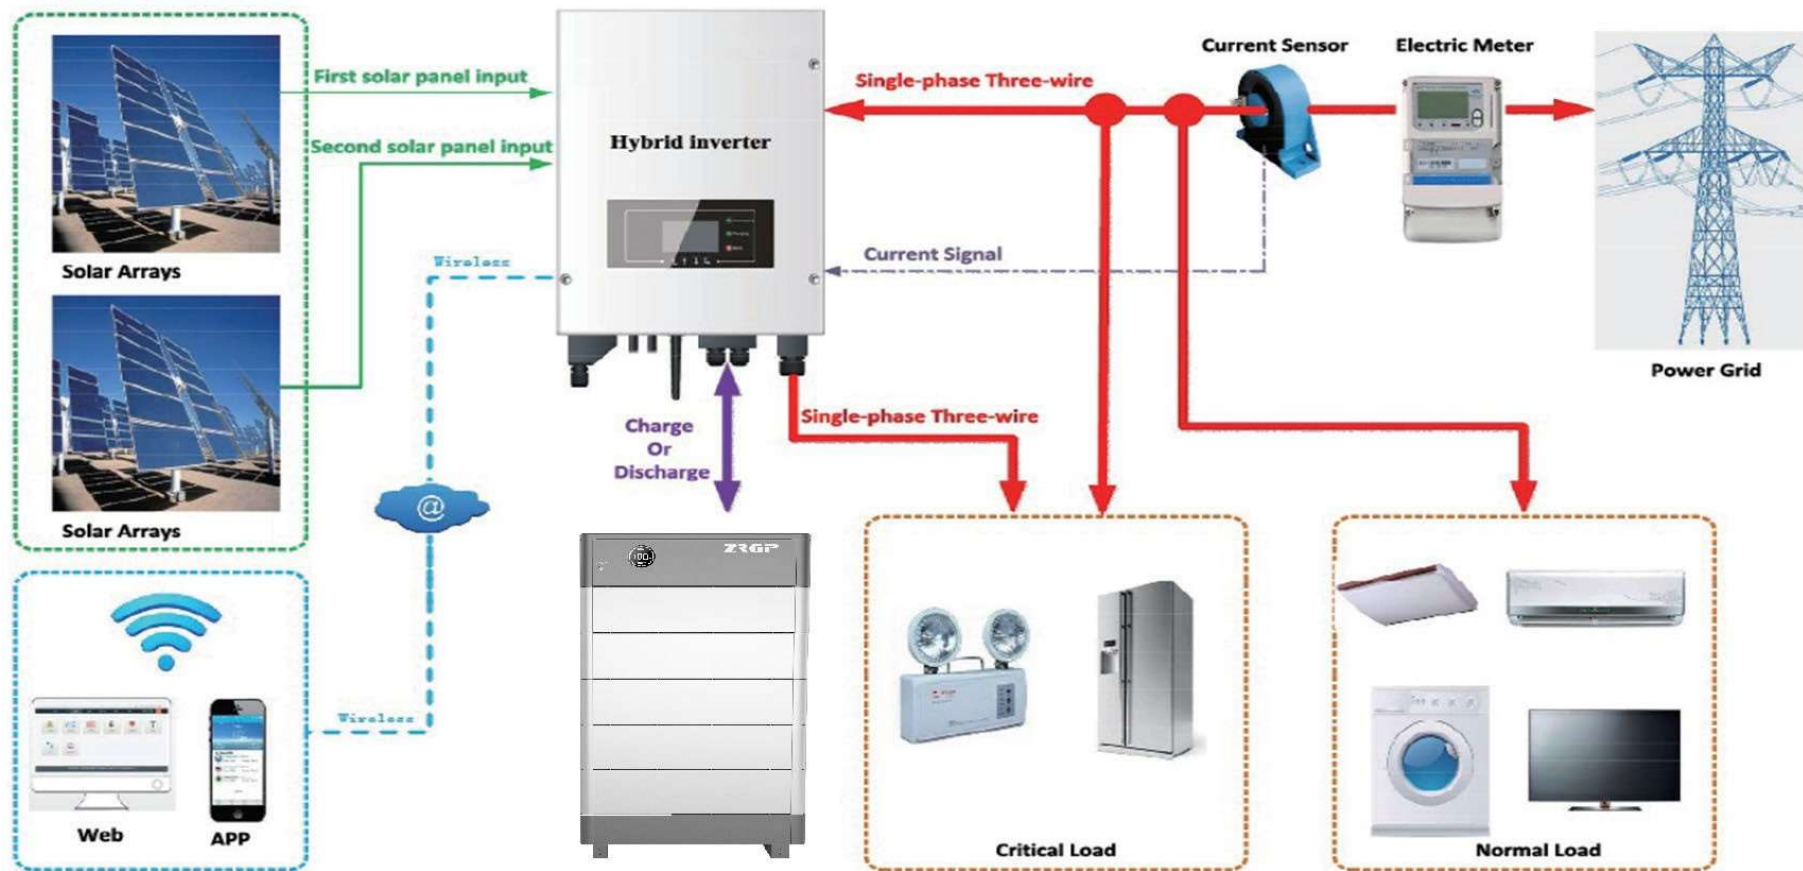 First solar panel input
Second solar panel input
Solar Arrays
Solar Arrays
Hybrid inverter
Single-phase Three-wire
Current Sensor
Electric Meter
Power Grid
Current Signal
Wireless
@
Charge
Or
Discharge
Single-phase Three-wire
ZRGP
100
Wireless
Web
APP
Critical Load
Normal Load